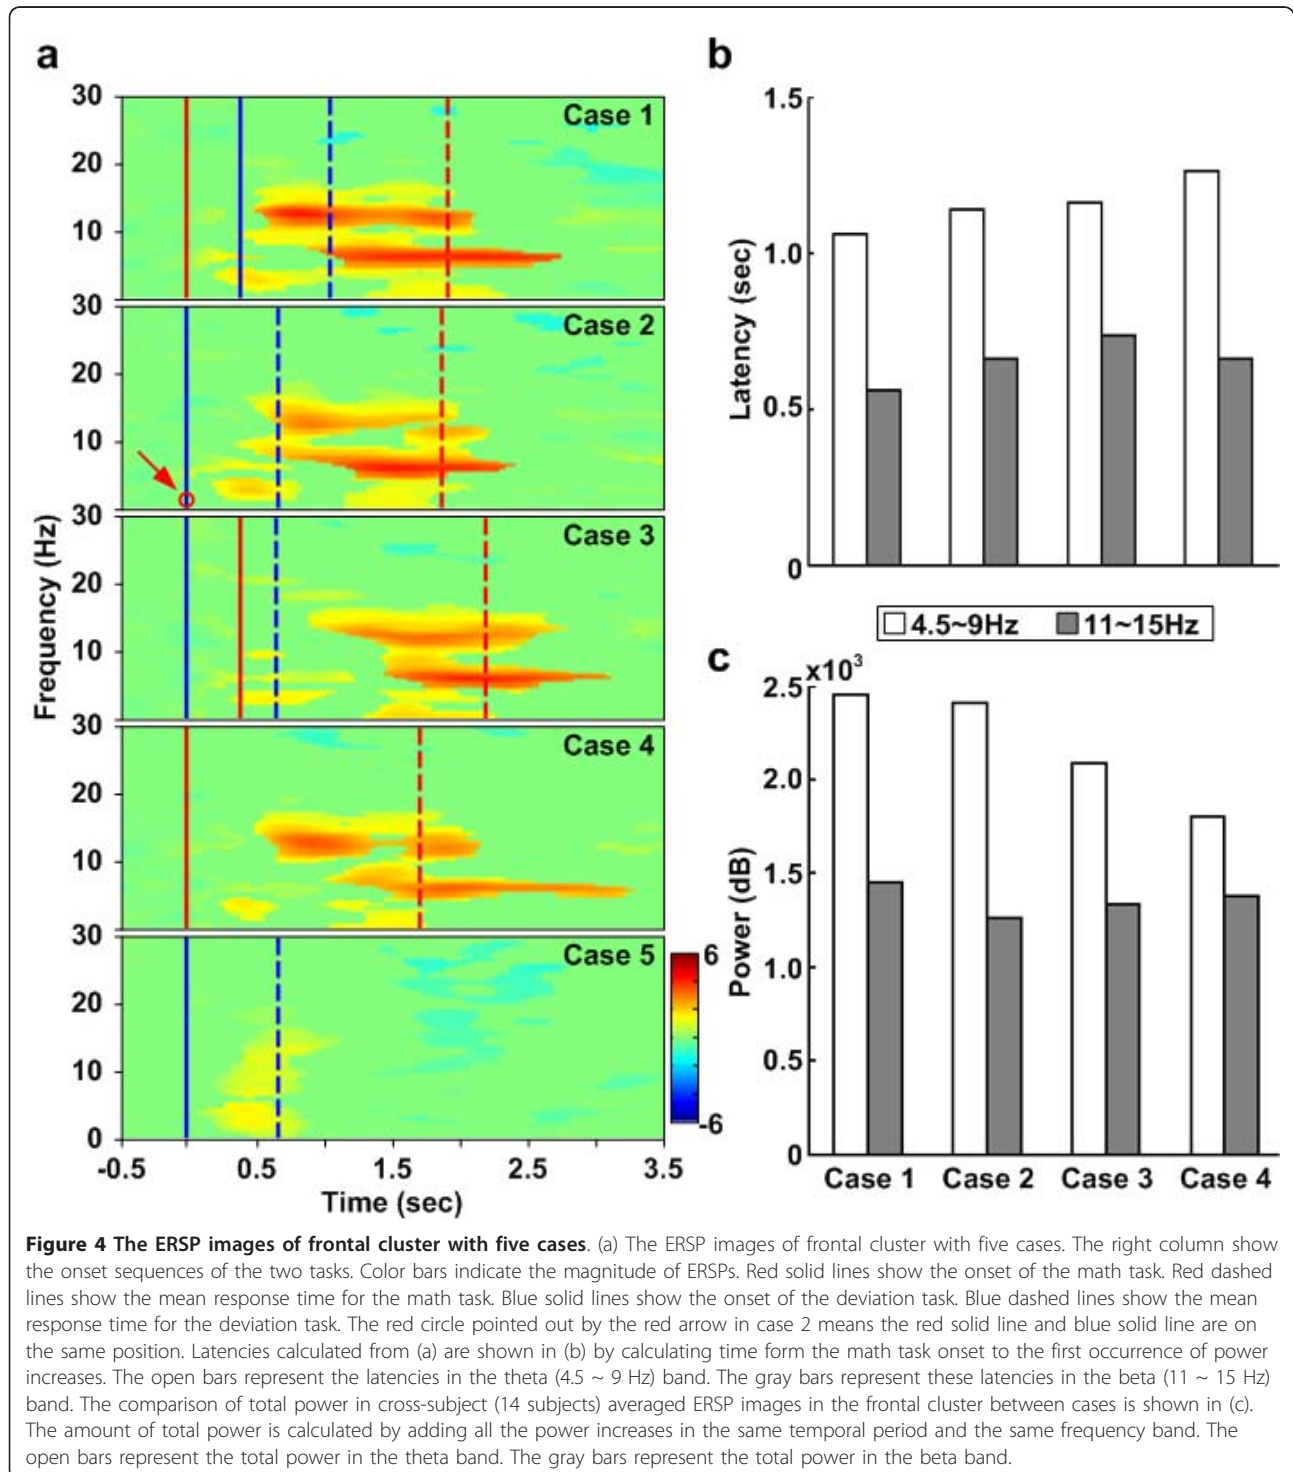 a
30
20
10
Case 1
30
20
10
Case 2
30
20
10
Case 3
30
20
10
Case 4
30
20
10
0
Case 5
6
-6
-0.5 0.5 1.5 2.5 3.5
Time (sec)
Frequency (Hz)
b
1.5
1.0
0.5
0
Latency (sec)
4.5~9Hz 11~15Hz
c
x10³
2.5
2.0
1.5
1.0
0.5
0
Power (dB)
Case 1 Case 2 Case 3 Case 4
Figure 4 The ERSP images of frontal cluster with five cases. (a) The ERSP images of frontal cluster with five cases. The right column show
the onset sequences of the two tasks. Color bars indicate the magnitude of ERSPs. Red solid lines show the onset of the math task. Red dashed
lines show the mean response time for the math task. Blue solid lines show the onset of the deviation task. Blue dashed lines show the mean
response time for the deviation task. The red circle pointed out by the red arrow in case 2 means the red solid line and blue solid line are on
the same position. Latencies calculated from (a) are shown in (b) by calculating time form the math task onset to the first occurrence of power
increases. The open bars represent the latencies in the theta (4.5 ~ 9 Hz) band. The gray bars represent these latencies in the beta (11 ~ 15 Hz)
band. The comparison of total power in cross-subject (14 subjects) averaged ERSP images in the frontal cluster between cases is shown in (c).
The amount of total power is calculated by adding all the power increases in the same temporal period and the same frequency band. The
open bars represent the total power in the theta band. The gray bars represent the total power in the beta band.